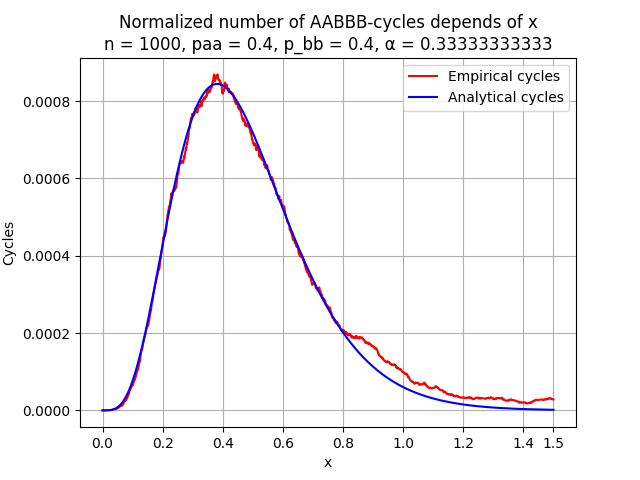 Normalized number of AABBB-cycles depends of x
n = 1000, paa = 0.4, p_bb = 0.4, α = 0.33333333333
Empirical cycles
Analytical cycles
Cycles
0.0008
0.0006
0.0004
0.0002
0.0000
0.0 0.2 0.4 0.6 0.8 1.0 1.2 1.4 1.5
x